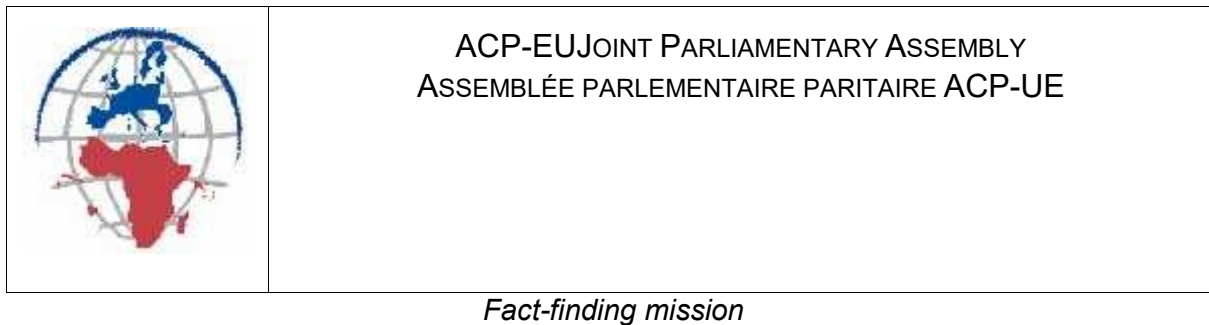 ACP-EUJOINT PARLIAMENTARY ASSEMBLY
ASSEMBLÉE PARLEMENTAIRE PARITAIRE ACP-UE
Fact-finding mission